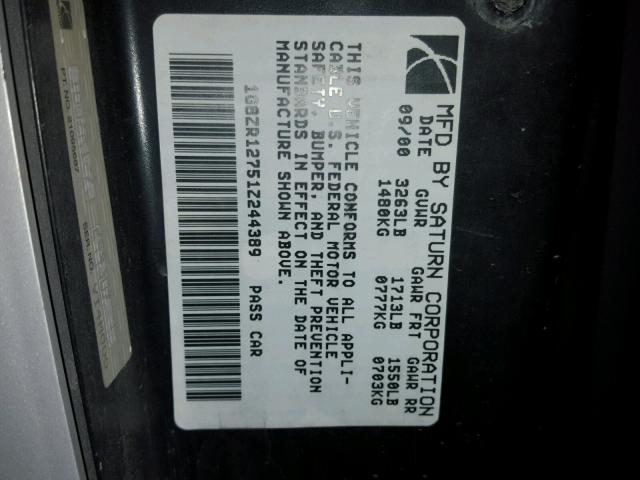 MFD BY SATURN CORPORATION
DATE GVWR GAWR FRT GAWR RR
09/00 3263LB 1713LB 1550LB
1480KG 0777KG 0703KG
THIS VEHICLE CONFORMS TO ALL APPLI-
CABLE U.S. FEDERAL MOTOR VEHICLE
SAFETY, BUMPER, AND THEFT PREVENTION
STANDARDS IN EFFECT ON THE DATE OF
MANUFACTURE SHOWN ABOVE.
1G8ZR12751Z244389 PASS CAR
PT NO